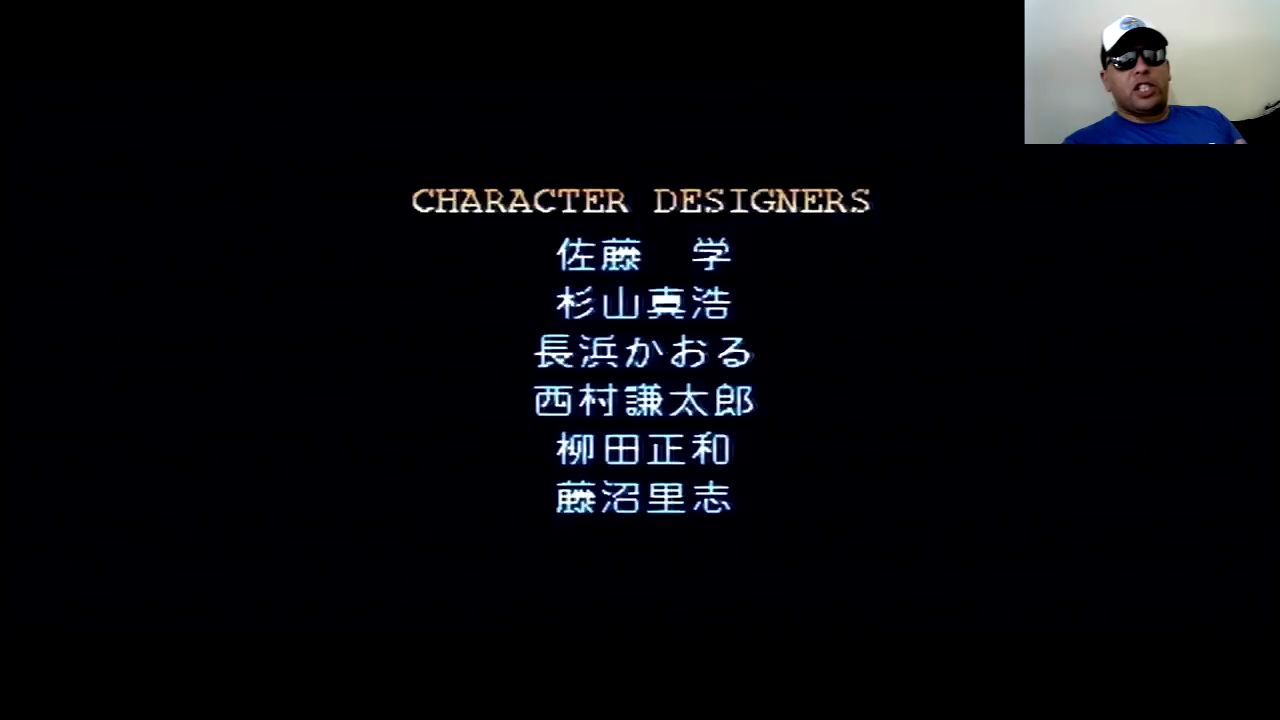 CHARACTER DESIGNERS
佐藤　学
杉山真浩
長浜かおる
西村謙太郎
柳田正和
藤沼里志